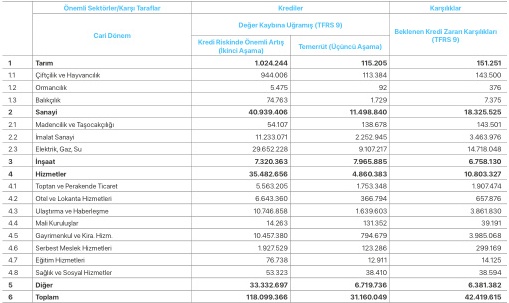 Önemli Sektörler/Karşı Taraflar Krediler Karşılıklar
Değer Kaybına Uğramış (TFRS 9)
Cari Dönem Kredi Riskinde Önemli Artış (İkinci Aşama) Temerrüt (Üçüncü Aşama) Beklenen Kredi Zararı Karşılıkları (TFRS 9)
1 Tarım 1.024.244 115.205 151.251
1.1 Çiftçilik ve Hayvancılık 944.006 113.384 143.500
1.2 Ormancılık 5.475 92 376
1.3 Balıkçılık 74.763 1.729 7.375
2 Sanayi 40.939.406 11.498.840 18.325.525
2.1 Madencilik ve Taşocakçılığı 54.107 138.678 143.501
2.2 İmalat Sanayi 11.233.071 2.252.945 3.463.976
2.3 Elektrik, Gaz, Su 29.652.228 9.107.217 14.718.048
3 İnşaat 7.320.363 7.965.885 6.758.130
4 Hizmetler 35.482.656 4.860.383 10.803.327
4.1 Toptan ve Perakende Ticaret 5.563.205 1.753.348 1.907.474
4.2 Otel ve Lokanta Hizmetleri 6.643.360 366.794 657.876
4.3 Ulaştırma ve Haberleşme 10.746.858 1.639.603 3.861.830
4.4 Mali Kuruluşlar 14.263 131.352 39.191
4.5 Gayrimenkul ve Kira. Hizm. 10.457.380 794.679 3.985.068
4.6 Serbest Meslek Hizmetleri 1.927.529 123.286 299.169
4.7 Eğitim Hizmetleri 76.738 12.911 14.125
4.8 Sağlık ve Sosyal Hizmetler 53.323 38.410 38.594
5 Diğer 33.332.697 6.719.736 6.381.382
6 Toplam 118.099.366 31.160.049 42.419.615